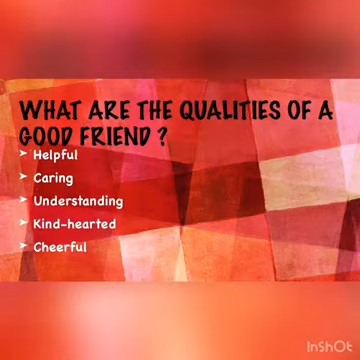 WHAT ARE THE QUALITIES OF A
GOOD FRIEND ?
➤ Helpful
➤ Caring
➤ Understanding
➤ Kind-hearted
➤ Cheerful
InShOt